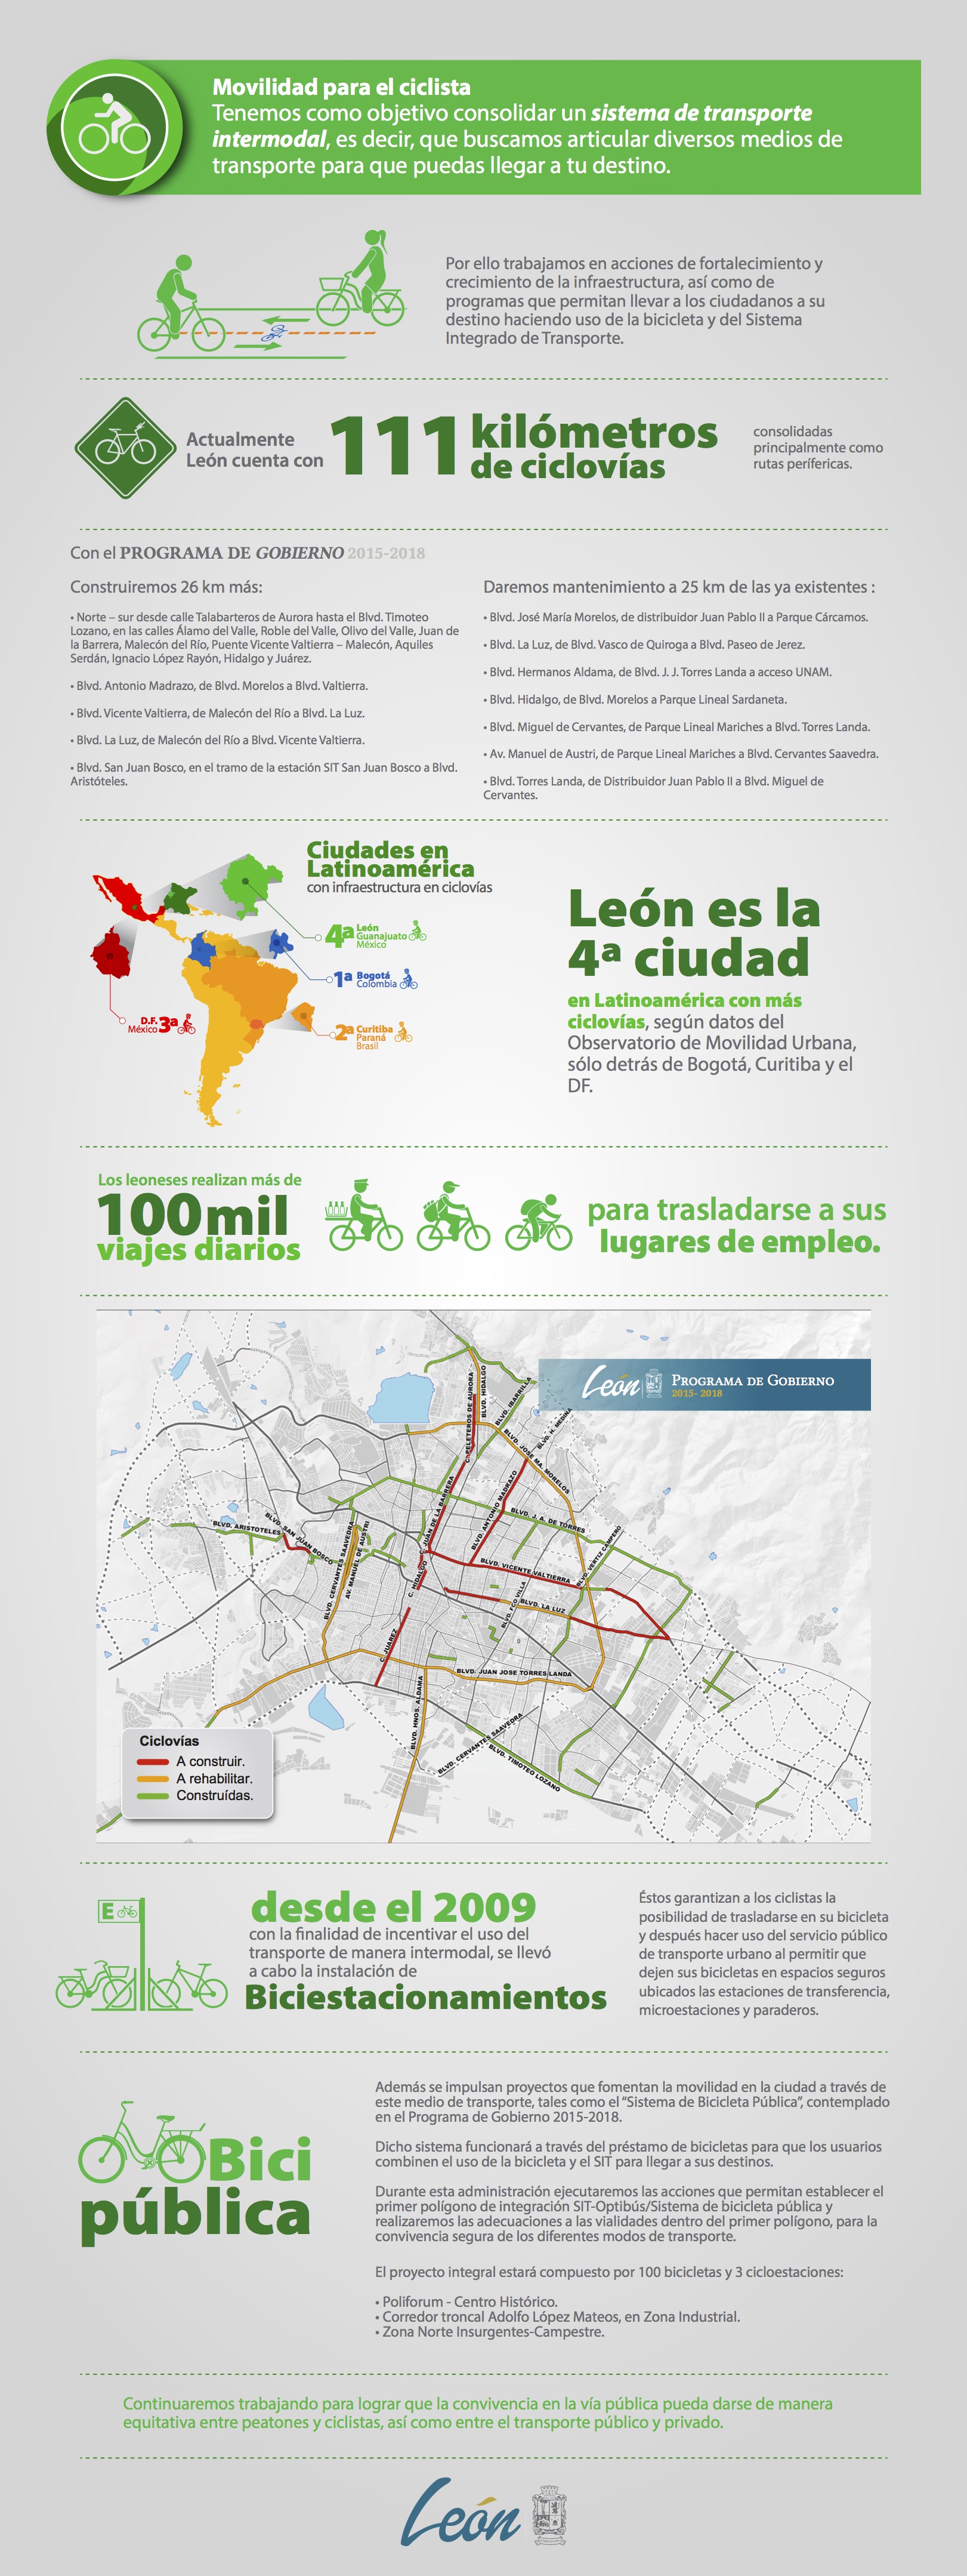 Movilidad para el ciclista
Tenemos como objetivo consolidar un sistema de transporte
intermodal, es decir, que buscamos articular diversos medios de
transporte para que puedas llegar a tu destino.
Por ello trabajamos en acciones de fortalecimiento y
crecimiento de la infraestructura, así como de
programas que permitan llevar a los ciudadanos a su
destino haciendo uso de la bicicleta y del Sistema
Integrado de Transporte.
Actualmente
León cuenta con
111 kilómetros
de ciclovías
consolidadas
principalmente como
rutas perífericas.
Con el PROGRAMA DE GOBIERNO 2015-2018
Construiremos 26 km más:
• Norte – sur desde calle Talabarteros de Aurora hasta el Blvd. Timoteo
Lozano, en las calles Álamo del Valle, Roble del Valle, Olivo del Valle, Juan de
la Barrera, Malecón del Río, Puente Vicente Valtierra – Malecón, Aquiles
Serdán, Ignacio López Rayón, Hidalgo y Juárez.
• Blvd. Antonio Madrazo, de Blvd. Morelos a Blvd. Valtierra.
• Blvd. Vicente Valtierra, de Malecón del Río a Blvd. La Luz.
• Blvd. La Luz, de Malecón del Río a Blvd. Vicente Valtierra.
• Blvd. San Juan Bosco, en el tramo de la estación SIT San Juan Bosco a Blvd.
Aristóteles.
Daremos mantenimiento a 25 km de las ya existentes :
• Blvd. José María Morelos, de distribuidor Juan Pablo II a Parque Cárcamos.
• Blvd. La Luz, de Blvd. Vasco de Quiroga a Blvd. Paseo de Jerez.
• Blvd. Hermanos Aldama, de Blvd. J. J. Torres Landa a acceso UNAM.
• Blvd. Hidalgo, de Blvd. Morelos a Parque Lineal Sardaneta.
• Blvd. Miguel de Cervantes, de Parque Lineal Mariches a Blvd. Torres Landa.
• Av. Manuel de Austri, de Parque Lineal Mariches a Blvd. Cervantes Saavedra.
• Blvd. Torres Landa, de Distribuidor Juan Pablo II a Blvd. Miguel de
Cervantes.
Ciudades en
Latinoamérica
con infraestructura en ciclovías
4ª León
Guanajuato
México
1ª Bogotá
Colombia
D.F.
México 3ª
2ª Curitiba
Paraná
Brasil
León es la
4ª ciudad
en Latinoamérica con más
ciclovías, según datos del
Observatorio de Movilidad Urbana,
sólo detrás de Bogotá, Curitiba y el
DF.
Los leoneses realizan más de
100 mil
viajes diarios
para trasladarse a sus
lugares de empleo.
León
PROGRAMA DE GOBIERNO
2015- 2018
C. PELETEROS DE AURORA
BLVD. HIDALGO
BLVD. IBARRILLA
BLVD. H. MEDINA
BLVD. JOSE MA. MORELOS
C. JUAN DE LA BARRERA
BLVD. ANTONIO MADRAZO
BLVD. J. A. DE TORRES
BLVD. ARISTOTELES
BLVD. SAN JUAN BOSCO
BLVD. CERVANTES SAAVEDRA
AV. MANUEL DE AUSTRI
C. HIDALGO
BLVD. VICENTE VALTIERRA
BLVD. VERTIZ CAMPERO
BLVD. FCO VILLA
BLVD. LA LUZ
C. JUAREZ
BLVD. JUAN JOSE TORRES LANDA
BLVD. HNOS. ALDAMA
BLVD. CERVANTES SAAVEDRA
BLVD. TIMOTEO LOZANO
Ciclovías
A construir.
A rehabilitar.
Construídas.
E
desde el 2009
con la finalidad de incentivar el uso del
transporte de manera intermodal, se llevó
a cabo la instalación de
Biciestacionamientos
Éstos garantizan a los ciclistas la
posibilidad de trasladarse en su bicicleta
y después hacer uso del servicio público
de transporte urbano al permitir que
dejen sus bicicletas en espacios seguros
ubicados las estaciones de transferencia,
microestaciones y paraderos.
Bici
pública
Además se impulsan proyectos que fomentan la movilidad en la ciudad a través de
este medio de transporte, tales como el “Sistema de Bicicleta Pública”, contemplado
en el Programa de Gobierno 2015-2018.
Dicho sistema funcionará a través del préstamo de bicicletas para que los usuarios
combinen el uso de la bicicleta y el SIT para llegar a sus destinos.
Durante esta administración ejecutaremos las acciones que permitan establecer el
primer polígono de integración SIT-Optibús/Sistema de bicicleta pública y
realizaremos las adecuaciones a las vialidades dentro del primer polígono, para la
convivencia segura de los diferentes modos de transporte.
El proyecto integral estará compuesto por 100 bicicletas y 3 cicloestaciones:
• Poliforum - Centro Histórico.
• Corredor troncal Adolfo López Mateos, en Zona Industrial.
• Zona Norte Insurgentes-Campestre.
Continuaremos trabajando para lograr que la convivencia en la vía pública pueda darse de manera
equitativa entre peatones y ciclistas, así como entre el transporte público y privado.
León